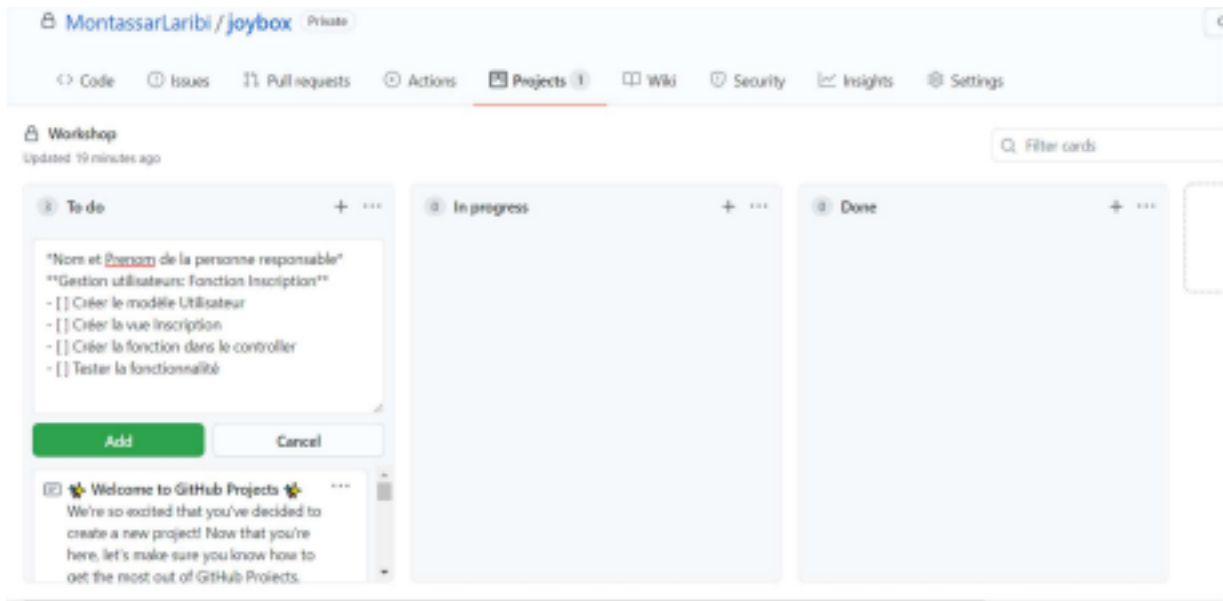 MontassarLaribi / joybox Private
Code Issues Pull requests Actions Projects 1 Wiki Security Insights Settings
Workshop
Updated 19 minutes ago
Filter cards
3 To do
*Nom et Prenom de la personne responsable*
**Gestion utilisateurs: Fonction Inscription**
- [ ] Créer le modèle Utilisateur
- [ ] Créer la vue Inscription
- [ ] Créer la fonction dans le controller
- [ ] Tester la fonctionnalité
Add Cancel
Welcome to GitHub Projects
We're so excited that you've decided to
create a new project! Now that you're
here, let's make sure you know how to
get the most out of GitHub Projects.
0 In progress
0 Done